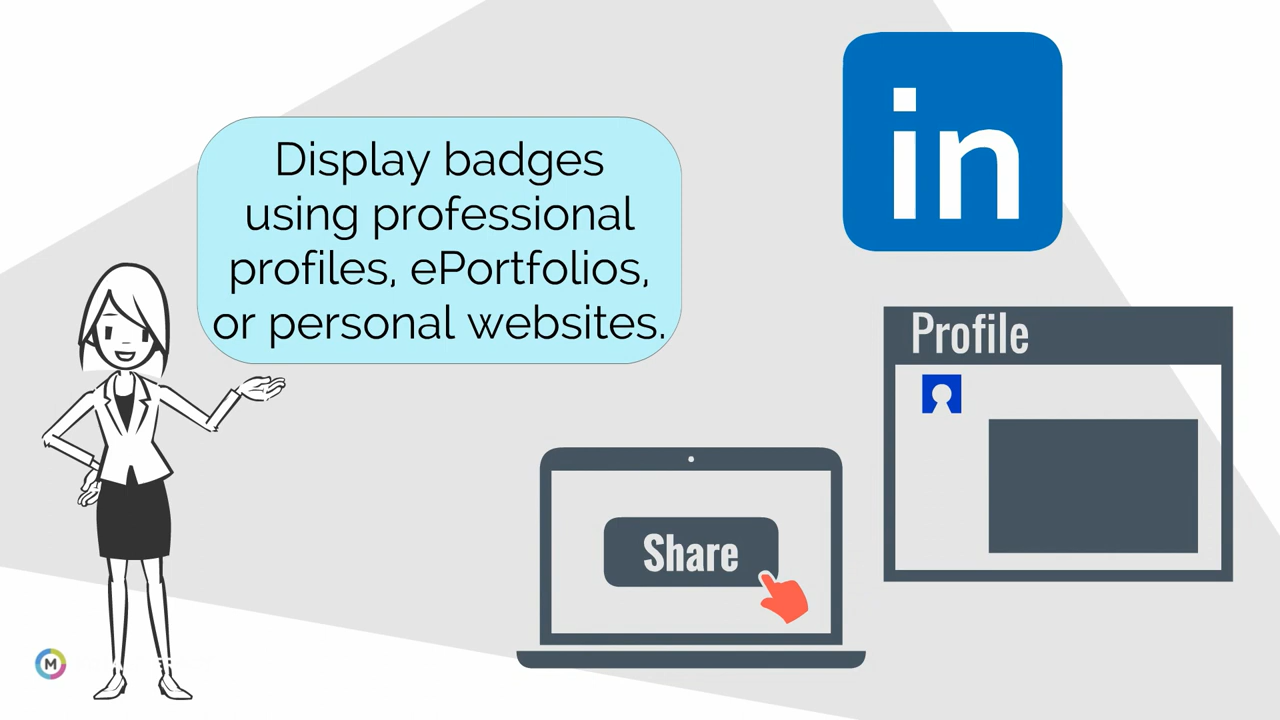 Display badges
using professional
profiles, ePortfolios,
or personal websites.
in
Profile
Share
M